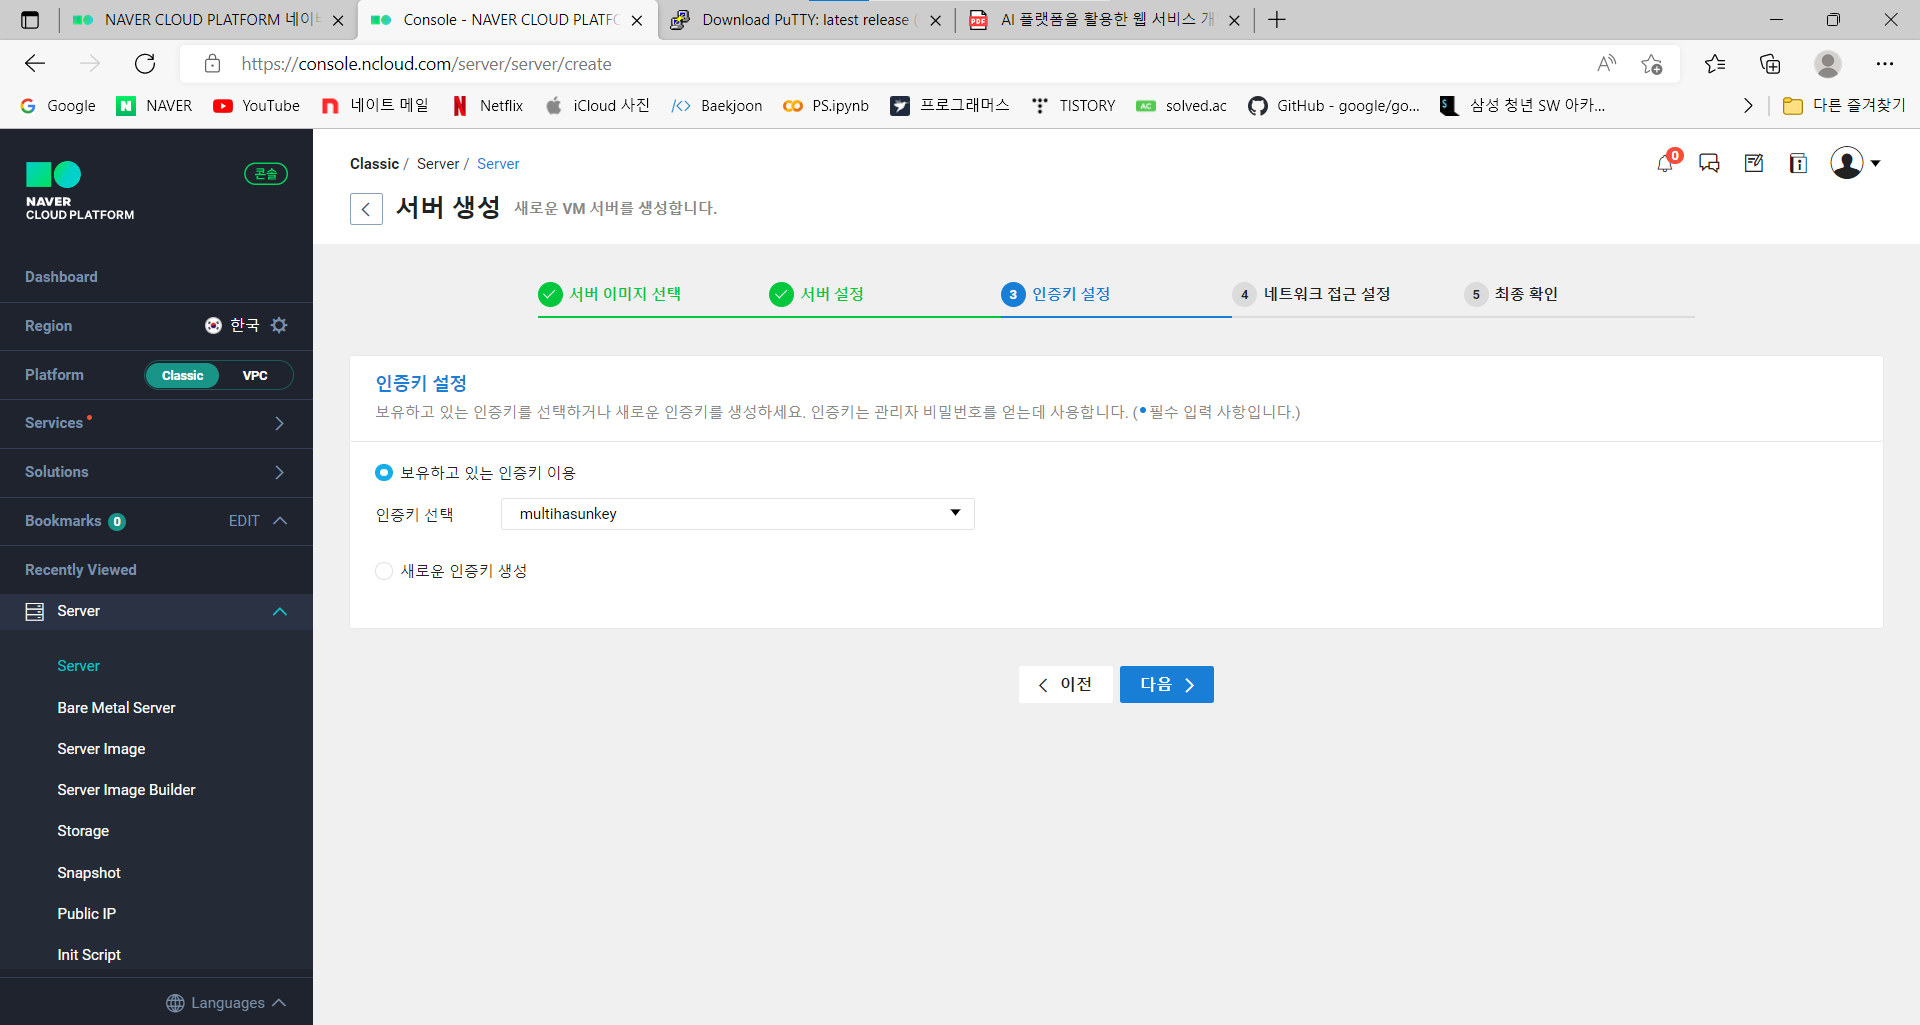 NAVER CLOUD PLATFORM 네이
Console - NAVER CLOUD PLATFO
Download PuTTY: latest release (
AI 플랫폼을 활용한 웹 서비스 개
https://console.ncloud.com/server/server/create
Google
NAVER
YouTube
네이트 메일
Netflix
iCloud 사진
Baekjoon
PS.ipynb
프로그래머스
TISTORY
solved.ac
GitHub - google/go...
삼성 청년 SW 아카...
다른 즐겨찾기
NAVER
CLOUD PLATFORM
콘솔
Dashboard
Region
한국
Platform
Classic
VPC
Services
Solutions
Bookmarks 0
EDIT
Recently Viewed
Server
Server
Bare Metal Server
Server Image
Server Image Builder
Storage
Snapshot
Public IP
Init Script
Languages
Classic / Server / Server
0
서버 생성 새로운 VM 서버를 생성합니다.
서버 이미지 선택
서버 설정
3 인증키 설정
4 네트워크 접근 설정
5 최종 확인
인증키 설정
보유하고 있는 인증키를 선택하거나 새로운 인증키를 생성하세요. 인증키는 관리자 비밀번호를 얻는데 사용합니다. (• 필수 입력 사항입니다.)
보유하고 있는 인증키 이용
인증키 선택
multihasunkey
새로운 인증키 생성
이전
다음